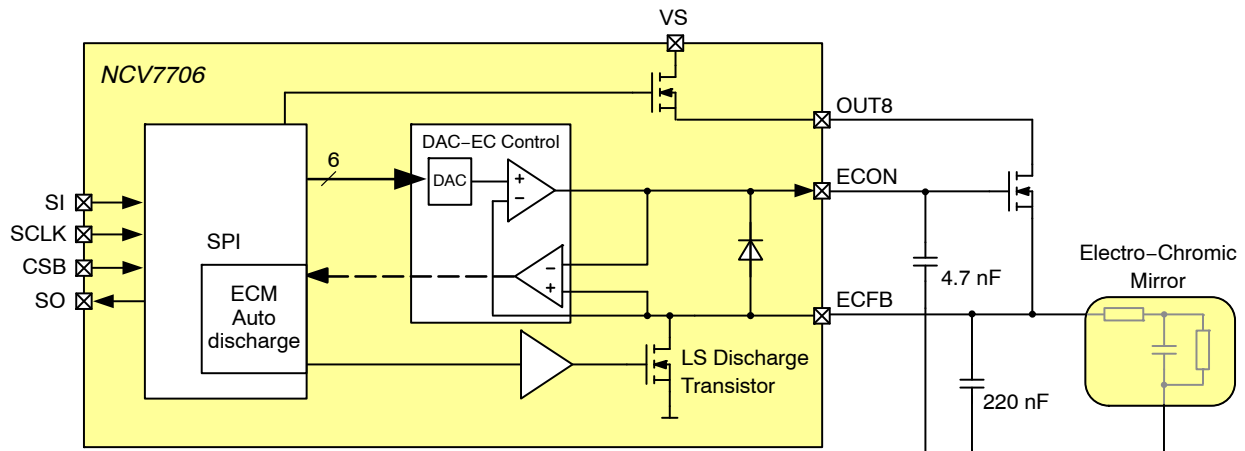 VS
NCV7706
OUT8
DAC−EC Control
6
DAC
+
−
ECON
SI
SCLK
CSB
SO
SPI
−
+
ECM
Auto
discharge
4.7 nF
Electro−Chromic
Mirror
ECFB
LS Discharge
Transistor
220 nF